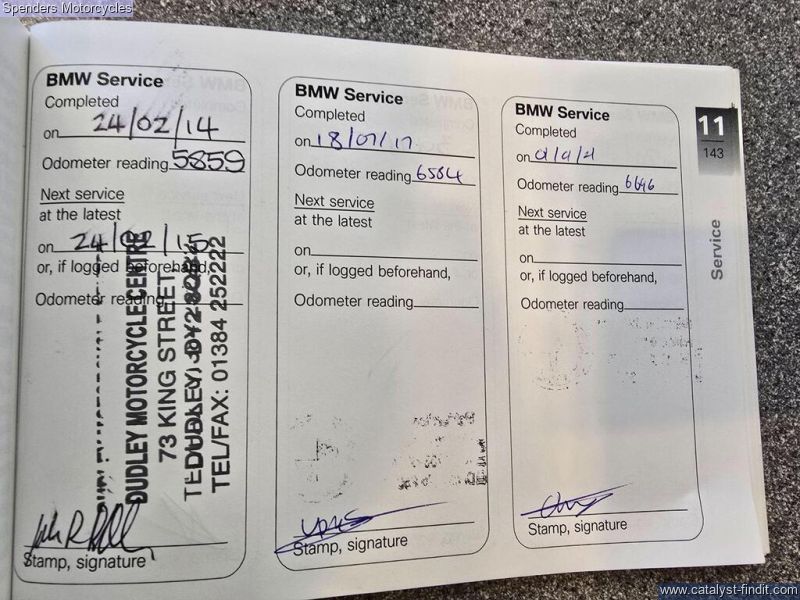 Spenders Motorcycles
BMW Service
Completed
on 24/02/14
Odometer reading 5859
Next service
at the latest
on 24/02/15
or, if logged beforehand,
Odometer reading
DUDLEY MOTORCYCLE CENTRE
73 KING STREET
DUDLEY, DY2 8
TEL/FAX: 01384 252222
Stamp, signature
BMW Service
Completed
on 18/07/17
Odometer reading 6584
Next service
at the latest
on
or, if logged beforehand,
Odometer reading
Stamp, signature
BMW Service
Completed
on
Odometer reading 6646
Next service
at the latest
on
or, if logged beforehand,
Odometer reading
Stamp, signature
11
143
Service
www.catalyst-findit.com